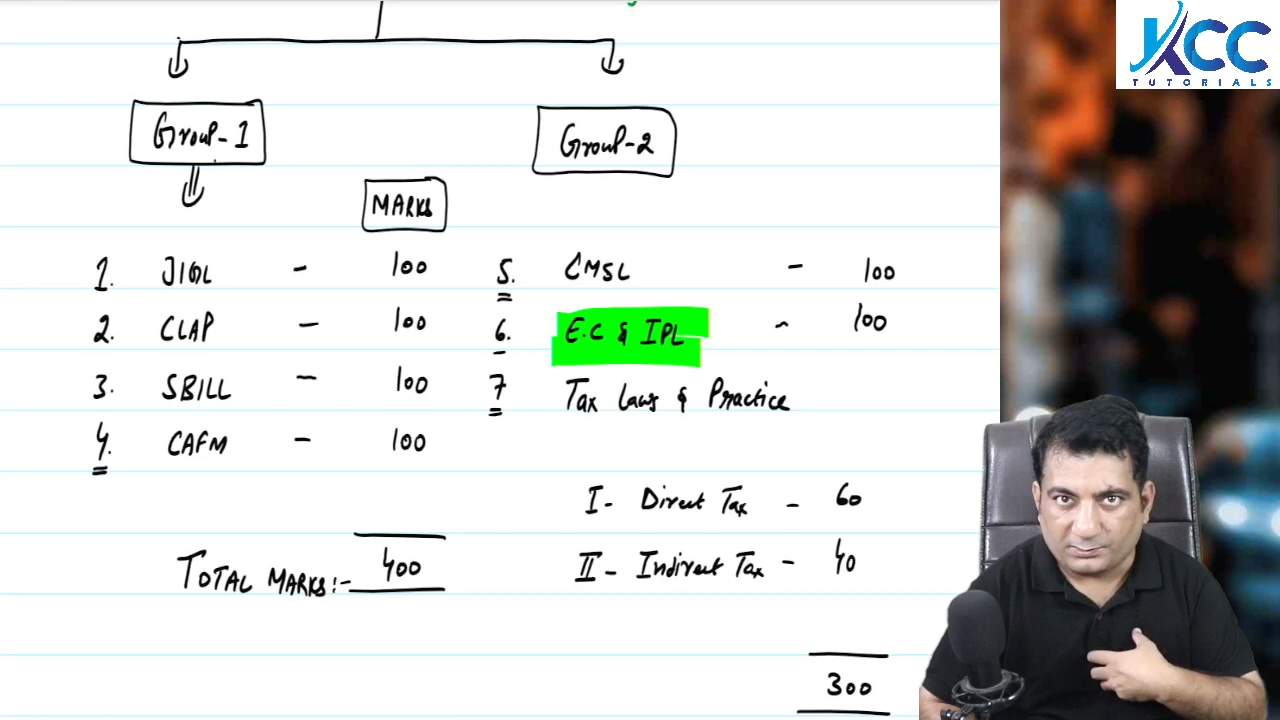 KCC
TUTORIALS
Group-1
Group-2
MARKS
1. JIGL - 100
2. CLAP - 100
3. SBILL - 100
4. CAFM - 100
TOTAL MARKS:- 400
5. CMSL - 100
6. E.C & IPL - 100
7 Tax Laws & Practice
I - Direct Tax - 60
II - Indirect Tax - 40
300